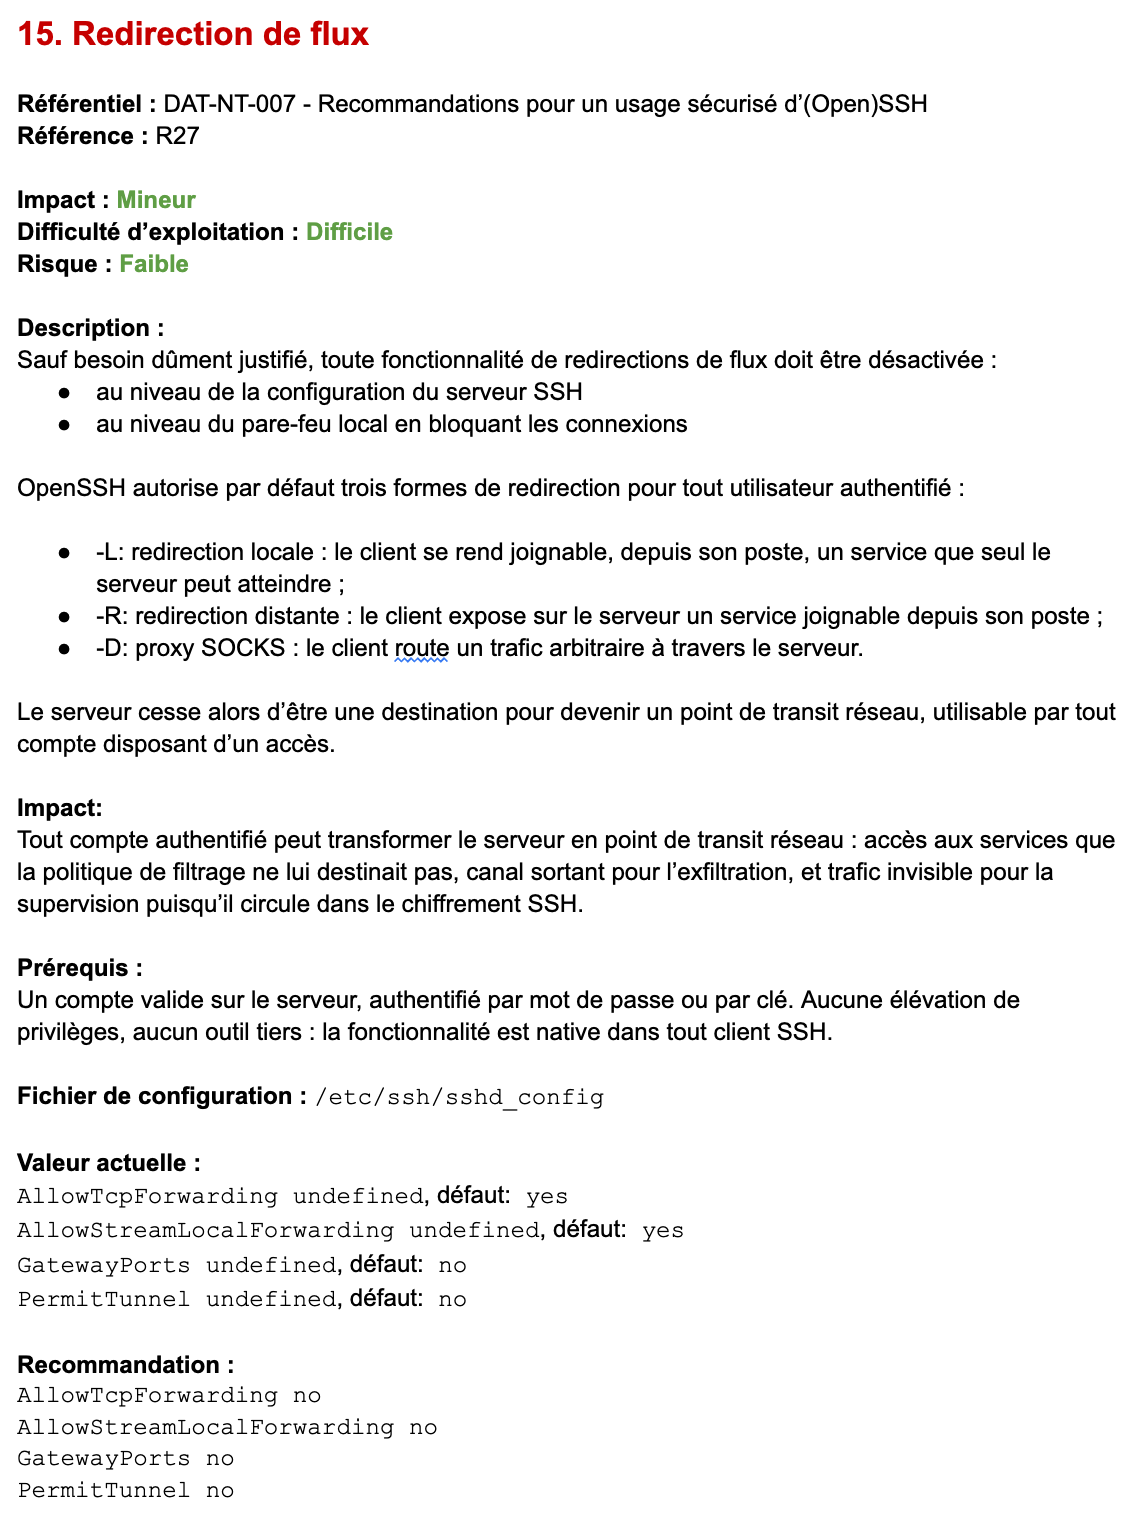 15. Redirection de flux
Référentiel : DAT-NT-007 - Recommandations pour un usage sécurisé d’(Open)SSH
Référence : R27
Impact : Mineur
Difficulté d’exploitation : Difficile
Risque : Faible
Description :
Sauf besoin dûment justifié, toute fonctionnalité de redirections de flux doit être désactivée :
● au niveau de la configuration du serveur SSH
● au niveau du pare-feu local en bloquant les connexions
OpenSSH autorise par défaut trois formes de redirection pour tout utilisateur authentifié :
● -L: redirection locale : le client se rend joignable, depuis son poste, un service que seul le
serveur peut atteindre ;
● -R: redirection distante : le client expose sur le serveur un service joignable depuis son poste ;
● -D: proxy SOCKS : le client route un trafic arbitraire à travers le serveur.
Le serveur cesse alors d’être une destination pour devenir un point de transit réseau, utilisable par tout
compte disposant d’un accès.
Impact:
Tout compte authentifié peut transformer le serveur en point de transit réseau : accès aux services que
la politique de filtrage ne lui destinait pas, canal sortant pour l’exfiltration, et trafic invisible pour la
supervision puisqu’il circule dans le chiffrement SSH.
Prérequis :
Un compte valide sur le serveur, authentifié par mot de passe ou par clé. Aucune élévation de
privilèges, aucun outil tiers : la fonctionnalité est native dans tout client SSH.
Fichier de configuration : /etc/ssh/sshd_config
Valeur actuelle :
AllowTcpForwarding undefined, défaut: yes
AllowStreamLocalForwarding undefined, défaut: yes
GatewayPorts undefined, défaut: no
PermitTunnel undefined, défaut: no
Recommandation :
AllowTcpForwarding no
AllowStreamLocalForwarding no
GatewayPorts no
PermitTunnel no